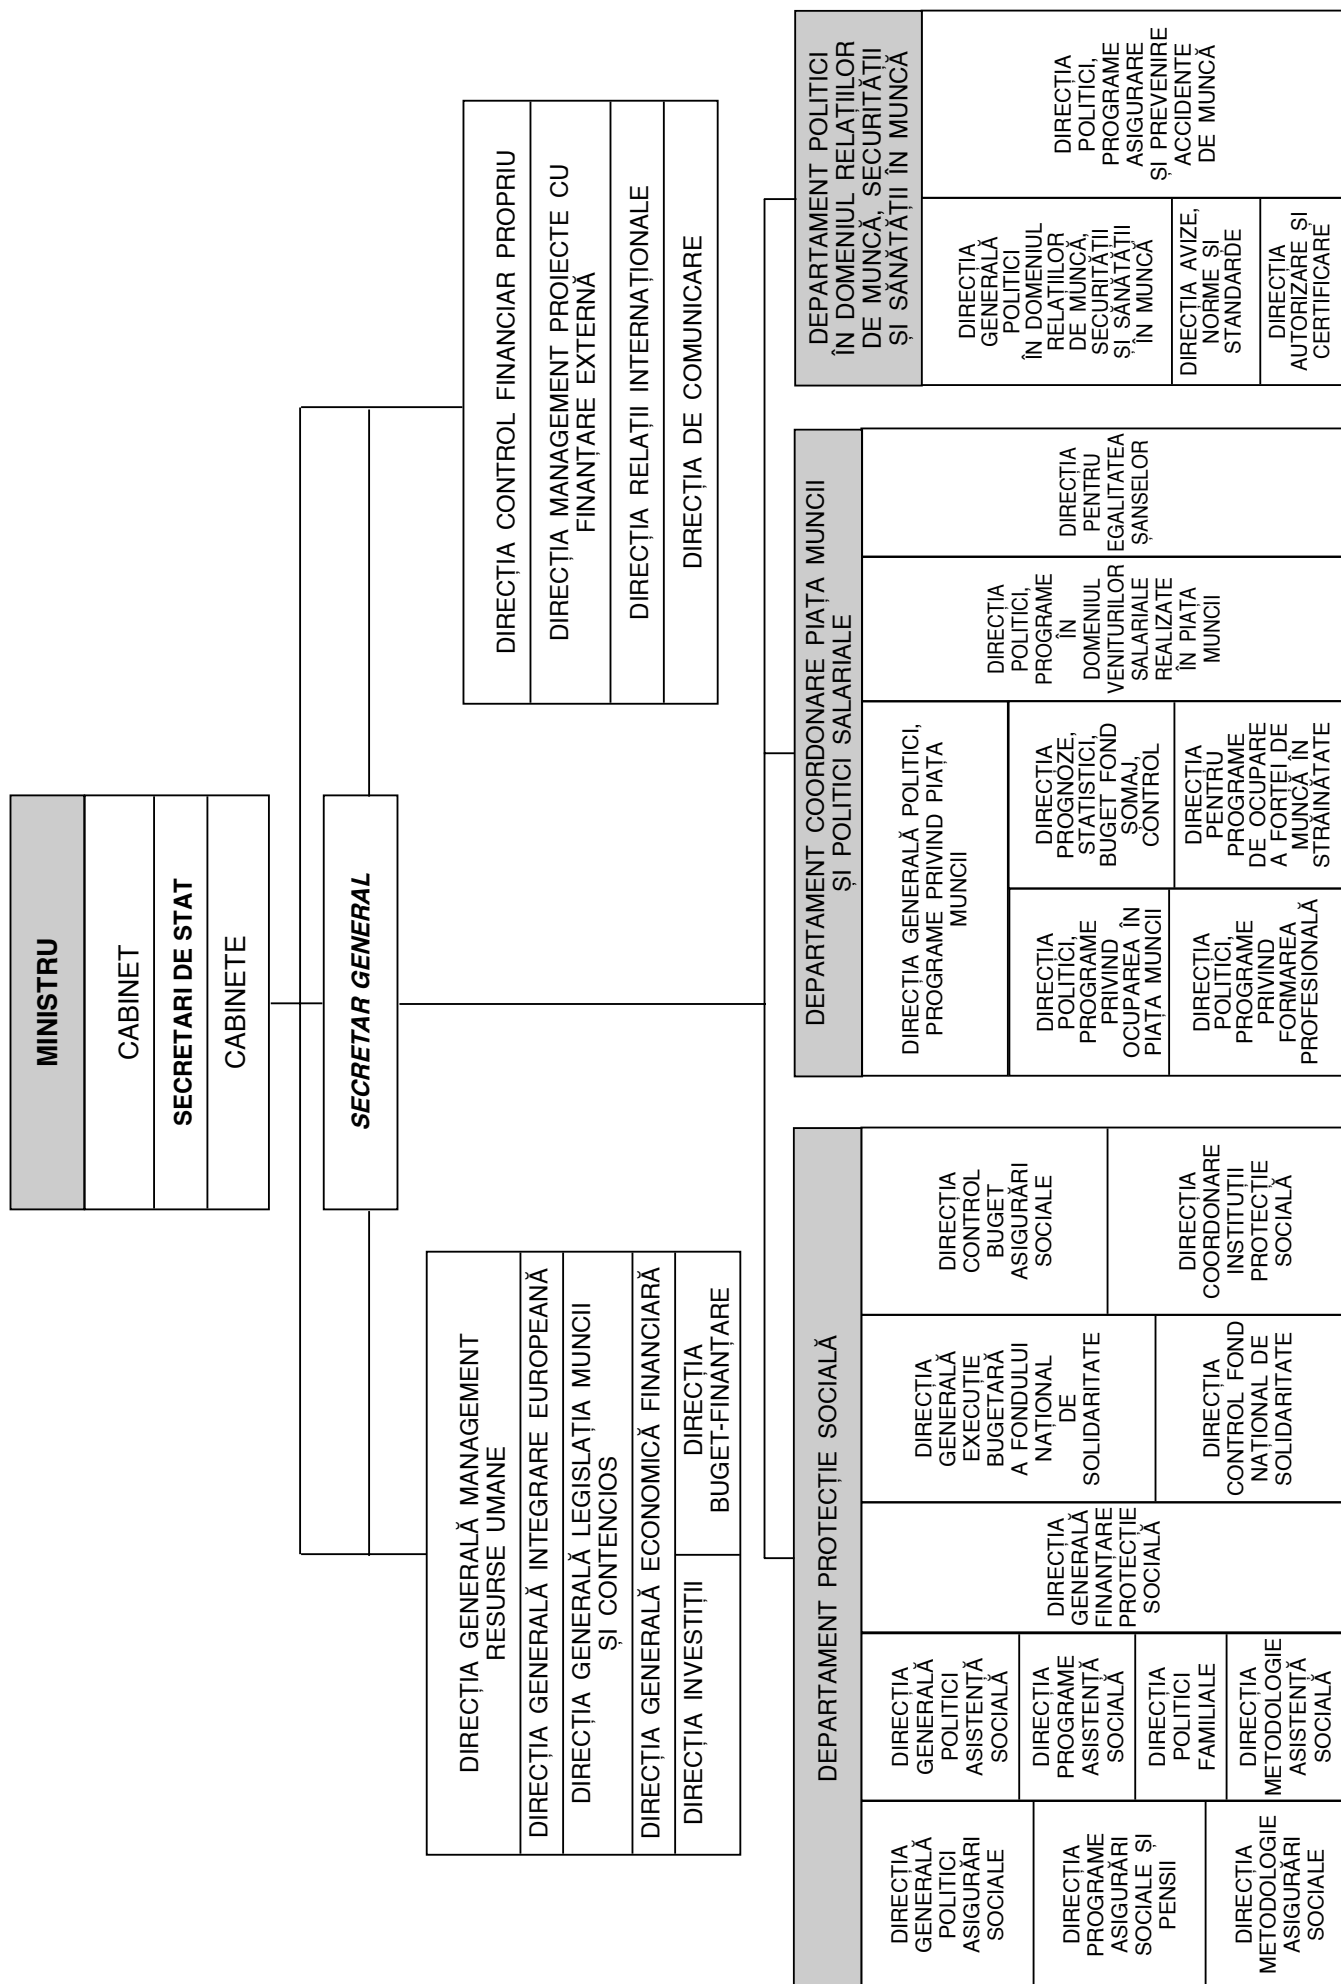 MINISTRU
CABINET
SECRETARI DE STAT
CABINETE
SECRETAR GENERAL
DIRECȚIA GENERALĂ MANAGEMENT
RESURSE UMANE
DIRECȚIA GENERALĂ INTEGRARE EUROPEANĂ
DIRECȚIA GENERALĂ LEGISLAȚIA MUNCII
ȘI CONTENCIOS
DIRECȚIA GENERALĂ ECONOMICĂ FINANCIARĂ
DIRECȚIA INVESTIȚII
DIRECȚIA
BUGET-FINANȚARE
DIRECȚIA CONTROL FINANCIAR PROPRIU
DIRECȚIA MANAGEMENT PROIECTE CU
FINANȚARE EXTERNĂ
DIRECȚIA RELAȚII INTERNAȚIONALE
DIRECȚIA DE COMUNICARE
DEPARTAMENT PROTECȚIE SOCIALĂ
DIRECȚIA
GENERALĂ
POLITICI
ASIGURĂRI
SOCIALE
DIRECȚIA
PROGRAME
ASIGURĂRI
SOCIALE ȘI
PENSII
DIRECȚIA
METODOLOGIE
ASIGURĂRI
SOCIALE
DIRECȚIA
GENERALĂ
POLITICI
ASISTENȚĂ
SOCIALĂ
DIRECȚIA
PROGRAME
ASISTENȚĂ
SOCIALĂ
DIRECȚIA
POLITICI
FAMILIALE
DIRECȚIA
METODOLOGIE
ASISTENȚĂ
SOCIALĂ
DIRECȚIA
GENERALĂ
FINANȚARE
PROTECȚIE
SOCIALĂ
DIRECȚIA
GENERALĂ
EXECUȚIE
BUGETARĂ
A FONDULUI
NAȚIONAL
DE
SOLIDARITATE
DIRECȚIA
CONTROL FOND
NAȚIONAL DE
SOLIDARITATE
DIRECȚIA
CONTROL
BUGET
ASIGURĂRI
SOCIALE
DIRECȚIA
COORDONARE
INSTITUȚII
PROTECȚIE
SOCIALĂ
DEPARTAMENT COORDONARE PIAȚA MUNCII
ȘI POLITICI SALARIALE
DIRECȚIA GENERALĂ POLITICI,
PROGRAME PRIVIND PIAȚA
MUNCII
DIRECȚIA
POLITICI,
PROGRAME
PRIVIND
OCUPAREA ÎN
PIAȚA MUNCII
DIRECȚIA
PROGNOZE,
STATISTICI,
BUGET FOND
ȘOMAJ,
CONTROL
DIRECȚIA
POLITICI,
PROGRAME
PRIVIND
FORMAREA
PROFESIONALĂ
DIRECȚIA
PENTRU
PROGRAME
DE OCUPARE
A FORȚEI DE
MUNCĂ ÎN
STRĂINĂTATE
DIRECȚIA
POLITICI,
PROGRAME
ÎN
DOMENIUL
VENITURILOR
SALARIALE
REALIZATE
ÎN PIAȚA
MUNCII
DIRECȚIA
PENTRU
EGALITATEA
ȘANSELOR
DEPARTAMENT POLITICI
ÎN DOMENIUL RELAȚIILOR
DE MUNCĂ, SECURITĂȚII
ȘI SĂNĂTĂȚII ÎN MUNCĂ
DIRECȚIA
GENERALĂ
POLITICI
ÎN DOMENIUL
RELAȚIILOR
DE MUNCĂ,
SECURITĂȚII
ȘI SĂNĂTĂȚII
ÎN MUNCĂ
DIRECȚIA AVIZE,
NORME ȘI
STANDARDE
DIRECȚIA
AUTORIZARE ȘI
CERTIFICARE
DIRECȚIA
POLITICI,
PROGRAME
ASIGURARE
ȘI PREVENIRE
ACCIDENTE
DE MUNCĂ